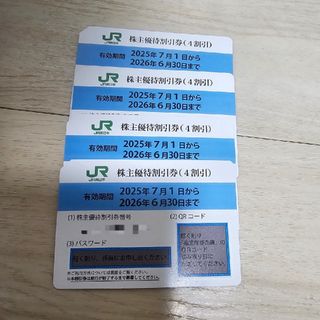 JR 株主優待割引券(4割引)
有効期間 2025年7月1日から
2026年6月30日まで
JR 株主優待割引券(4割引)
有効期間 2025年7月1日から
2026年6月30日まで
JR 株主優待割引券(4割引)
有効期間 2025年7月1日から
2026年6月30日まで
JR 株主優待割引券(4割引)
有効期間 2025年7月1日から
2026年6月30日まで
(1) 株主優待割引券番号
(2) QRコード
(3) パスワード